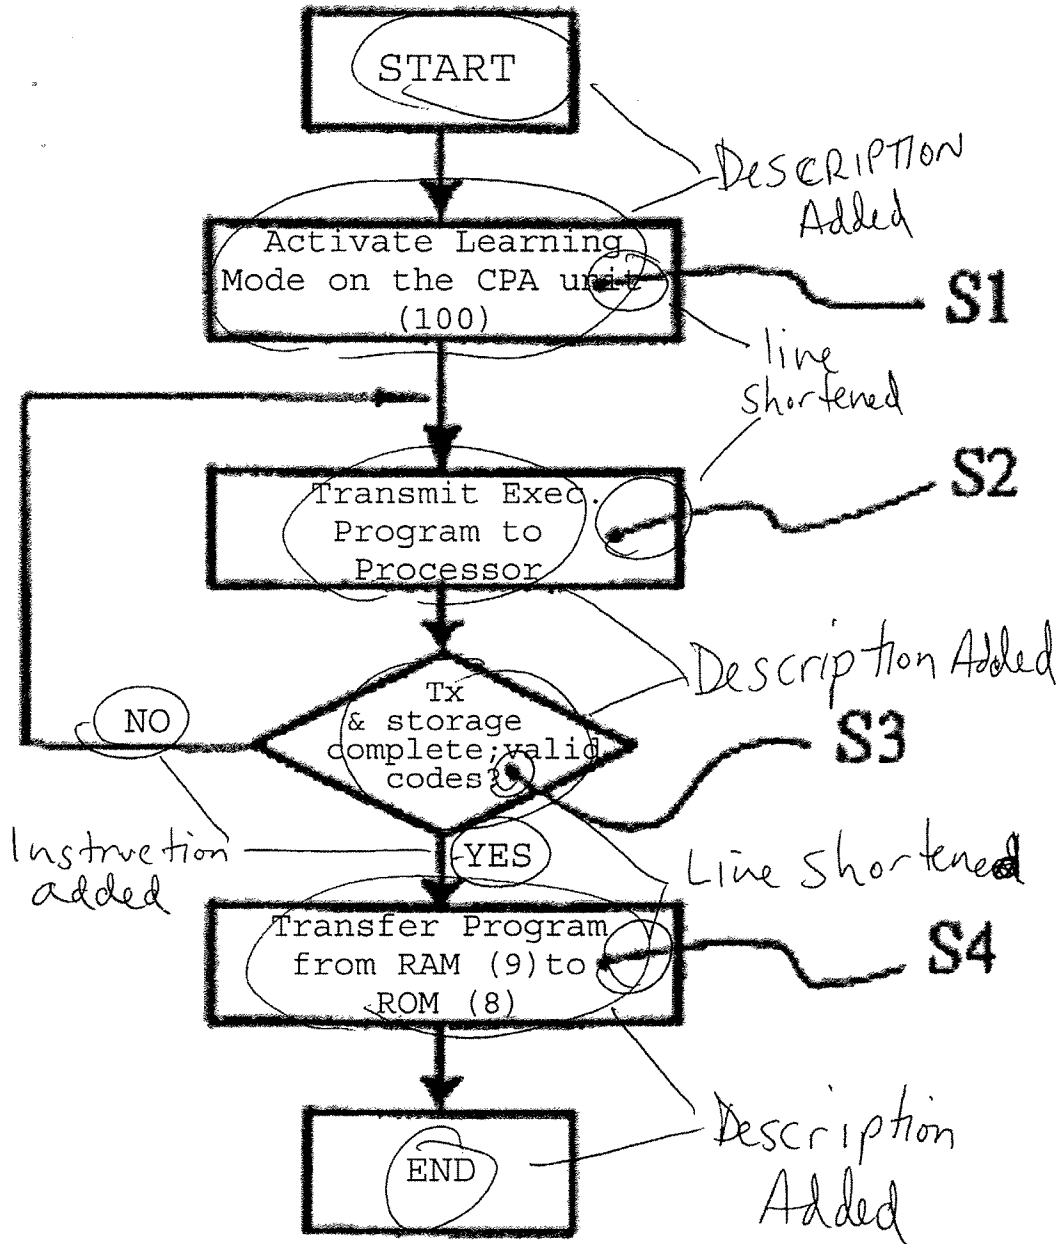 START
DESCRIPTION
Added
Activate Learning
Mode on the CPA unit
(100)
S1
line
shortened
Transmit Exec.
Program to
Processor
S2
Description Added
Tx
& storage
complete;valid
codes?
NO
S3
Instruction
added
YES
Line shortened
Transfer Program
from RAM (9)to
ROM (8)
S4
END
Description
Added